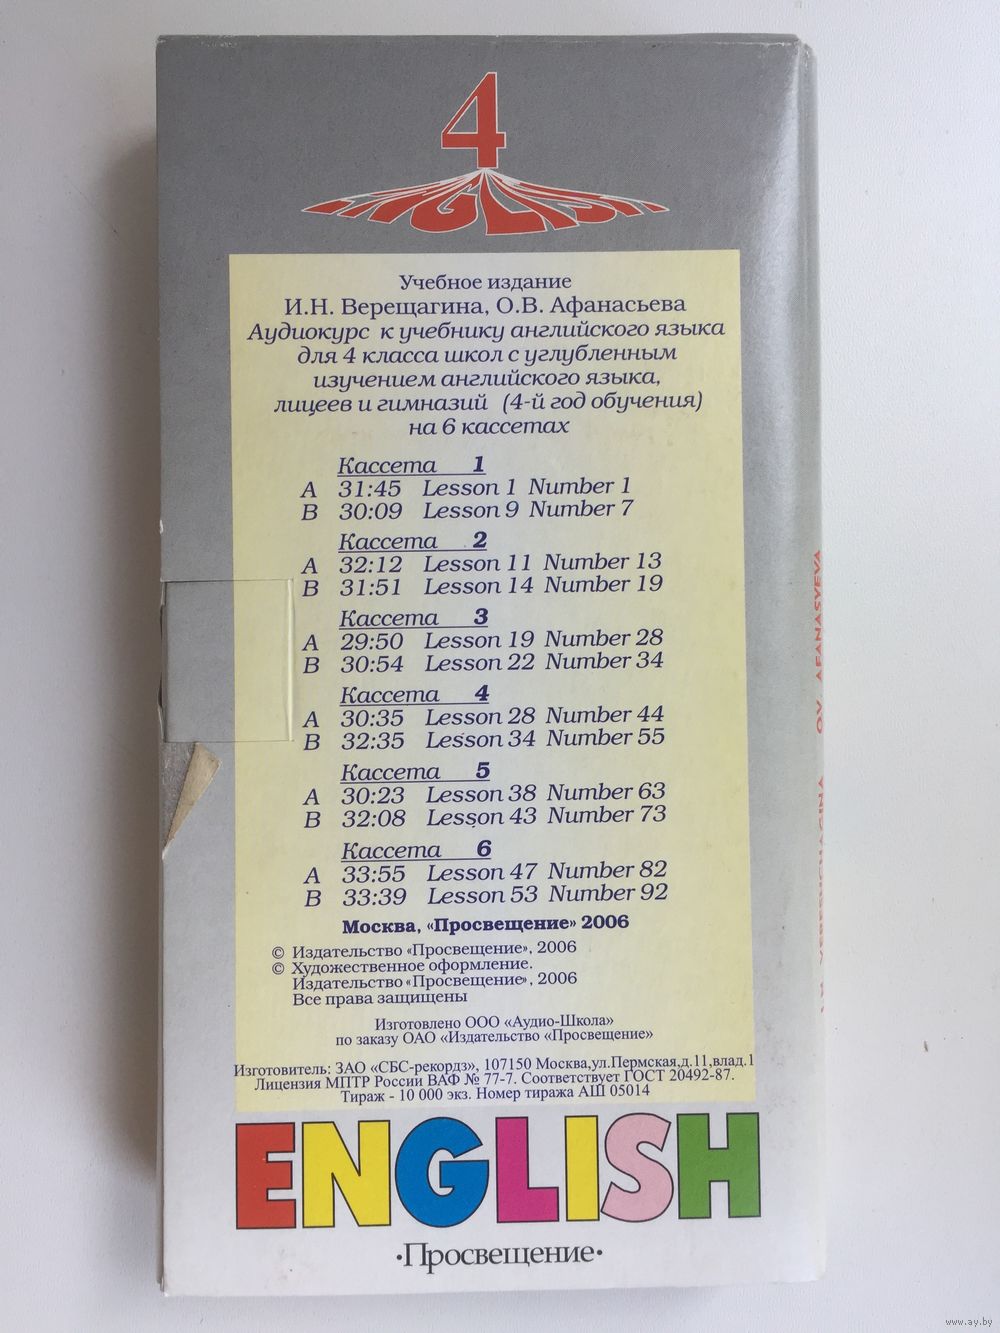 4
ENGLISH
Учебное издание
И.Н. Верещагина, О.В. Афанасьева
Аудиокурс к учебнику английского языка
для 4 класса школ с углубленным
изучением английского языка,
лицеев и гимназий (4-й год обучения)
на 6 кассетах
Кассета 1
A 31:45 Lesson 1 Number 1
B 30:09 Lesson 9 Number 7
Кассета 2
A 32:12 Lesson 11 Number 13
B 31:51 Lesson 14 Number 19
Кассета 3
A 29:50 Lesson 19 Number 28
B 30:54 Lesson 22 Number 34
Кассета 4
A 30:35 Lesson 28 Number 44
B 32:35 Lesson 34 Number 55
Кассета 5
A 30:23 Lesson 38 Number 63
B 32:08 Lesson 43 Number 73
Кассета 6
A 33:55 Lesson 47 Number 82
B 33:39 Lesson 53 Number 92
Москва, «Просвещение» 2006
© Издательство «Просвещение», 2006
© Художественное оформление.
Издательство «Просвещение», 2006
Все права защищены
Изготовлено ООО «Аудио-Школа»
по заказу ОАО «Издательство «Просвещение»
Изготовитель: ЗАО «СБС-рекордз», 107150 Москва,ул.Пермская,д.11,влад.1
Лицензия МПТР России ВАФ № 77-7. Соответствует ГОСТ 20492-87.
Тираж - 10 000 экз. Номер тиража АШ 05014
ENGLISH
·Просвещение·
I.N. VERESHCHAGINA O.V. AFANASYEVA
www.ay.by